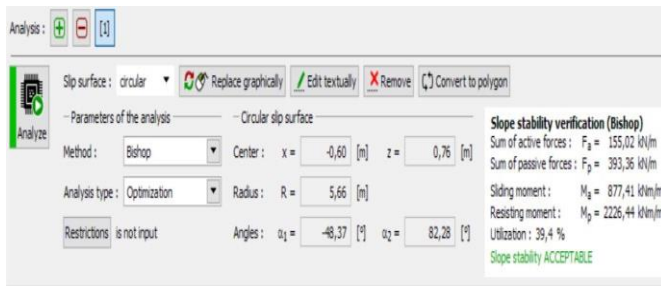 Analysis : [1]
Slip surface : circular Replace graphically Edit textually Remove Convert to polygon
Analyze
Parameters of the analysis
Method : Bishop
Analysis type : Optimization
Restrictions is not input
Circular slip surface
Center : x = -0,60 [m] z = 0,76 [m]
Radius : R = 5,66 [m]
Angles : α1 = -48,37 [°] α2 = 82,28 [°]
Slope stability verification (Bishop)
Sum of active forces : Fa = 155,02 kN/m
Sum of passive forces : Fp = 393,36 kN/m
Sliding moment : Ma = 877,41 kNm/m
Resisting moment : Mp = 2226,44 kNm/m
Utilization : 39,4 %
Slope stability ACCEPTABLE